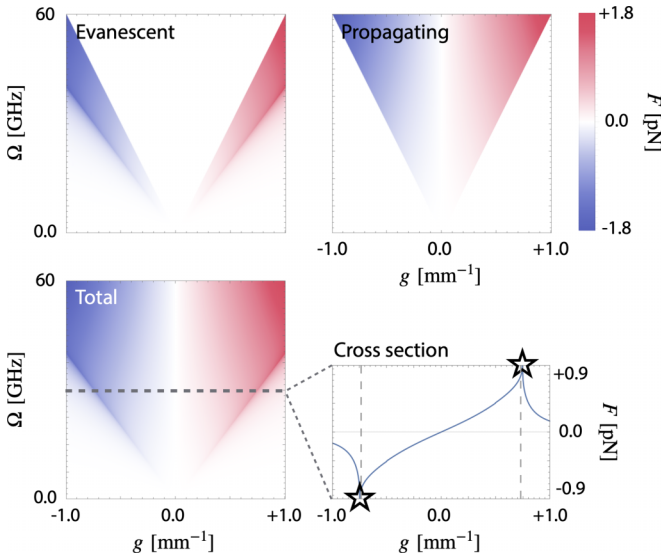 60
Evanescent
Ω [GHz]
0.0
Propagating
-1.0
0.0
+1.0
g [mm⁻¹]
+1.8
0.0
-1.8
F [pN]
60
Total
Ω [GHz]
0.0
-1.0
0.0
+1.0
g [mm⁻¹]
Cross section
+0.9
0.0
-0.9
F [pN]
-1.0
0.0
+1.0
g [mm⁻¹]